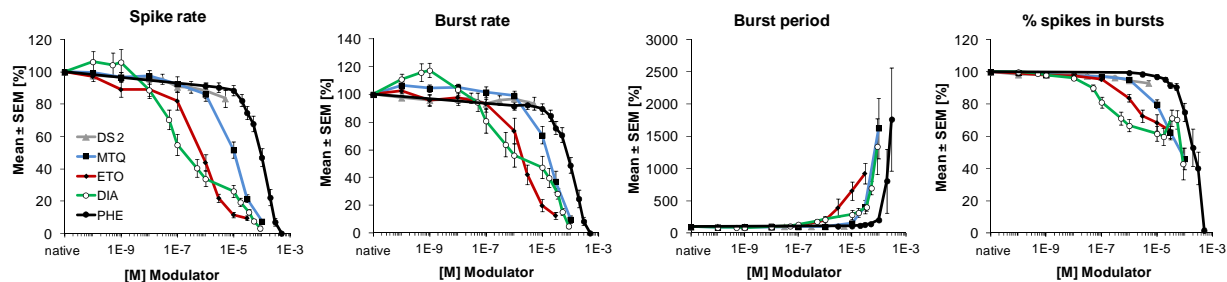 Spike rate
Mean ± SEM [%]
120
100
80
60
40
20
0
DS2
MTQ
ETO
DIA
PHE
native 1E-9 1E-7 1E-5 1E-3
[M] Modulator
Burst rate
Mean ± SEM [%]
140
120
100
80
60
40
20
0
native 1E-9 1E-7 1E-5 1E-3
[M] Modulator
Burst period
Mean ± SEM [%]
3000
2500
2000
1500
1000
500
0
native 1E-9 1E-7 1E-5 1E-3
[M] Modulator
% spikes in bursts
Mean ± SEM [%]
120
100
80
60
40
20
0
native 1E-9 1E-7 1E-5 1E-3
[M] Modulator